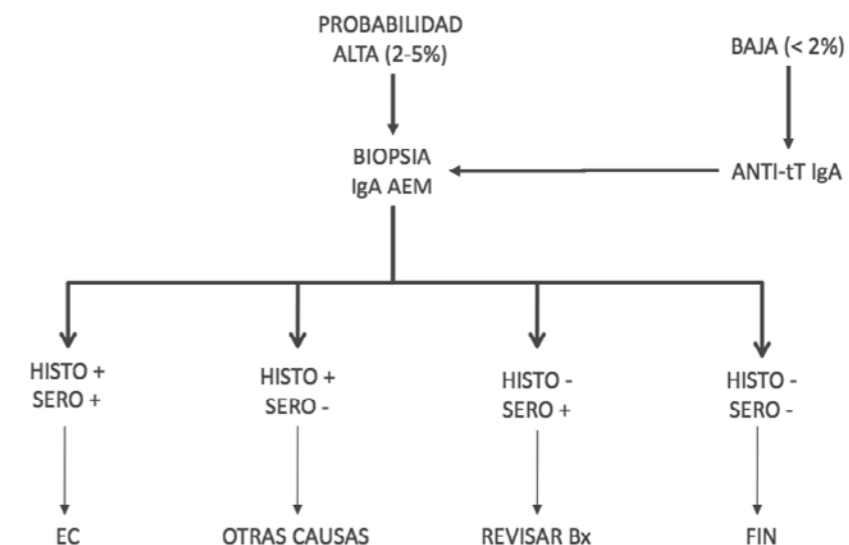 PROBABILIDAD
ALTA (2-5%)
BAJA (< 2%)
BIOPSIA
IgA AEM
ANTI-tT IgA
HISTO +
SERO +
HISTO +
SERO -
HISTO -
SERO +
HISTO -
SERO -
EC
OTRAS CAUSAS
REVISAR Bx
FIN